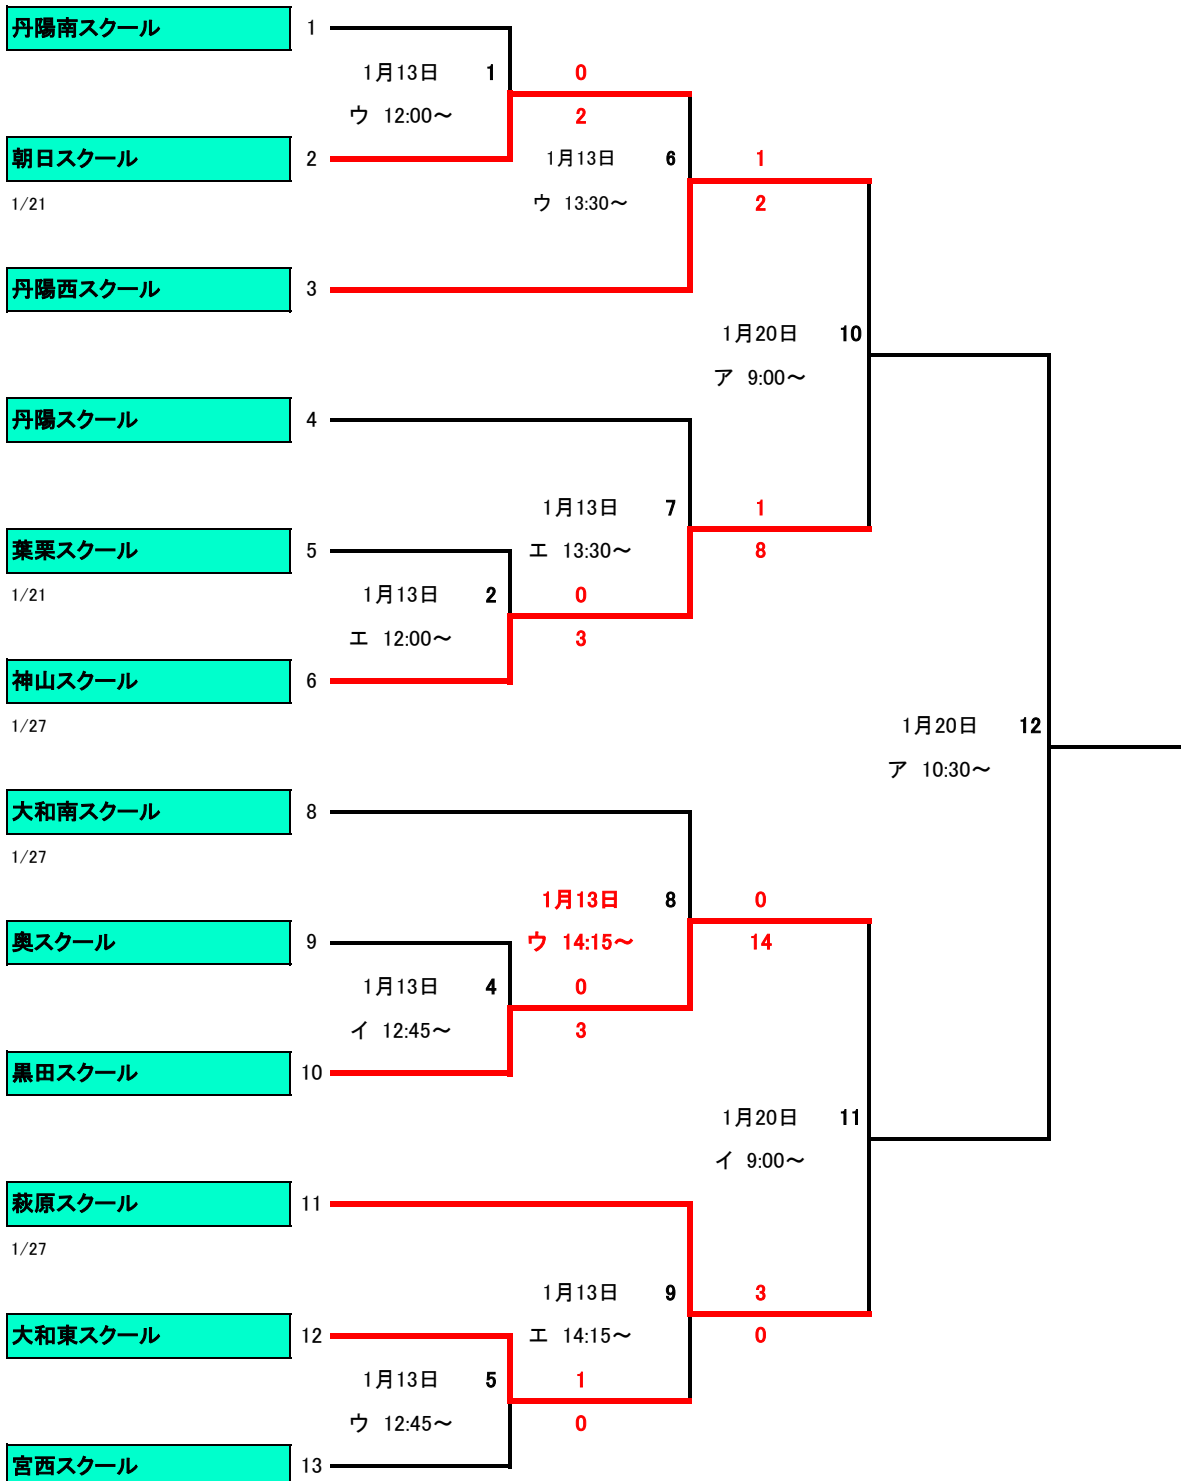 丹陽南スクール 1
1月13日 1 0
ウ 12:00～ 2
朝日スクール 2
1月13日 6 1
1/21
ウ 13:30～ 2
丹陽西スクール 3
1月20日 10
ア 9:00～
丹陽スクール 4
1月13日 7 1
葉栗スクール 5
エ 13:30～ 8
1/21
1月13日 2 0
エ 12:00～ 3
神山スクール 6
1/27
1月20日 12
ア 10:30～
大和南スクール 8
1/27
1月13日 8 0
奥スクール 9
ウ 14:15～ 14
1月13日 4 0
イ 12:45～ 3
黒田スクール 10
1月20日 11
イ 9:00～
萩原スクール 11
1/27
1月13日 9 3
大和東スクール 12
エ 14:15～ 0
1月13日 5 1
ウ 12:45～ 0
宮西スクール 13